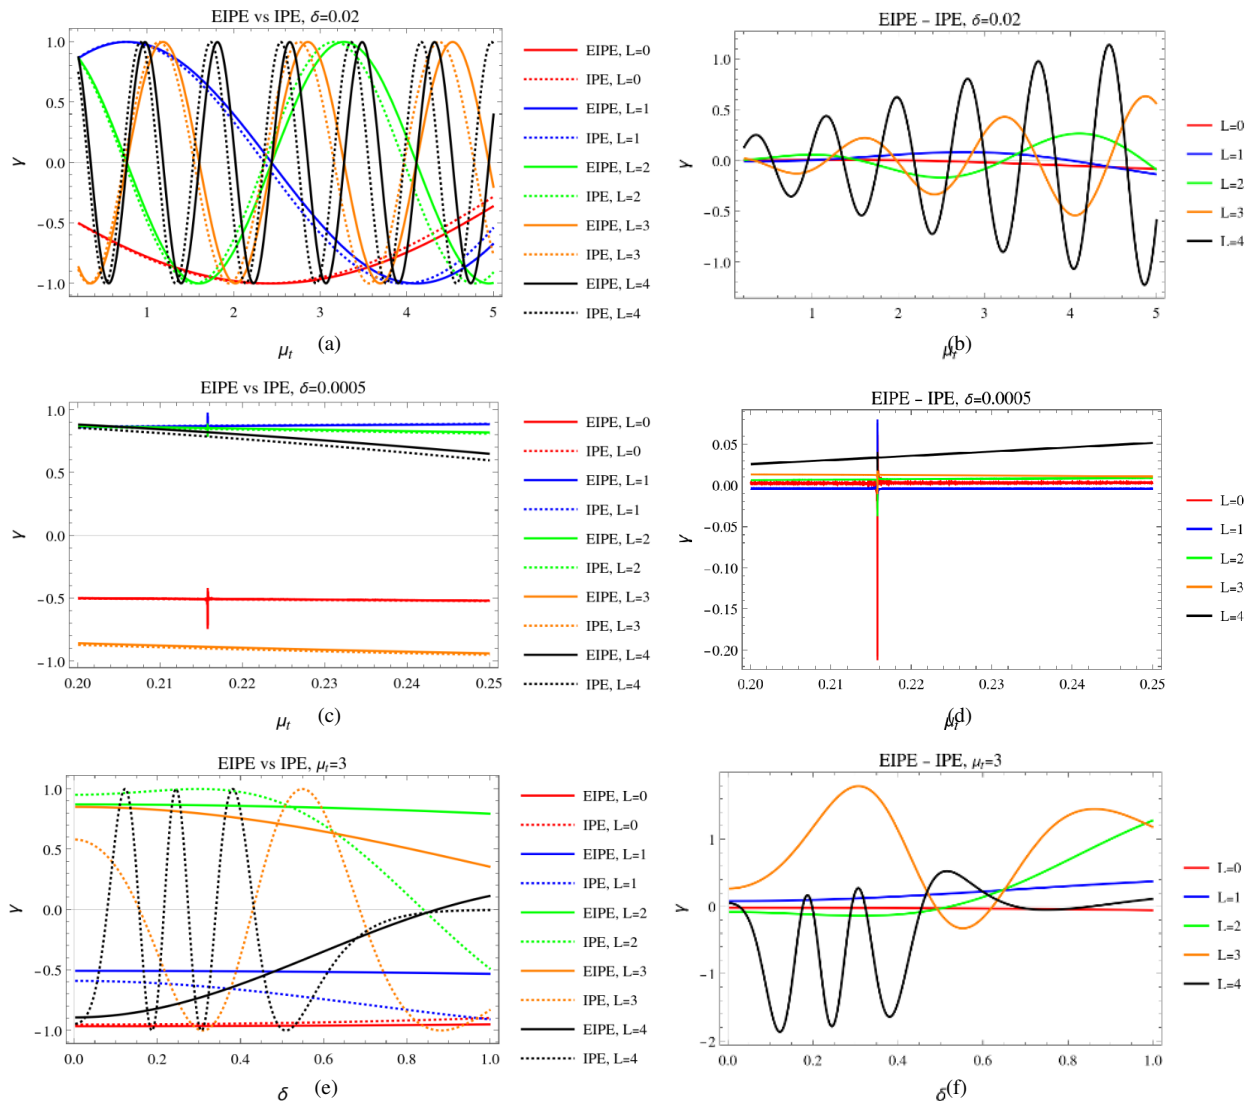 EIPE vs IPE, δ=0.02
γ
1.0
0.5
0.0
−0.5
−1.0
1
2
3
4
5
μt
(a)
EIPE, L=0
IPE, L=0
EIPE, L=1
IPE, L=1
EIPE, L=2
IPE, L=2
EIPE, L=3
IPE, L=3
EIPE, L=4
IPE, L=4
EIPE − IPE, δ=0.02
γ
1.0
0.5
0.0
−0.5
−1.0
1
2
3
4
5
μt
(b)
L=0
L=1
L=2
L=3
L=4
EIPE vs IPE, δ=0.0005
γ
1.0
0.5
0.0
−0.5
−1.0
0.20
0.21
0.22
0.23
0.24
0.25
μt
(c)
EIPE, L=0
IPE, L=0
EIPE, L=1
IPE, L=1
EIPE, L=2
IPE, L=2
EIPE, L=3
IPE, L=3
EIPE, L=4
IPE, L=4
EIPE − IPE, δ=0.0005
γ
0.05
0.00
−0.05
−0.10
−0.15
−0.20
0.20
0.21
0.22
0.23
0.24
0.25
μt
(d)
L=0
L=1
L=2
L=3
L=4
EIPE vs IPE, μt=3
γ
1.0
0.5
0.0
−0.5
−1.0
0.0
0.2
0.4
0.6
0.8
1.0
δ
(e)
EIPE, L=0
IPE, L=0
EIPE, L=1
IPE, L=1
EIPE, L=2
IPE, L=2
EIPE, L=3
IPE, L=3
EIPE, L=4
IPE, L=4
EIPE − IPE, μt=3
γ
1
0
−1
−2
0.0
0.2
0.4
0.6
0.8
1.0
δ
(f)
L=0
L=1
L=2
L=3
L=4